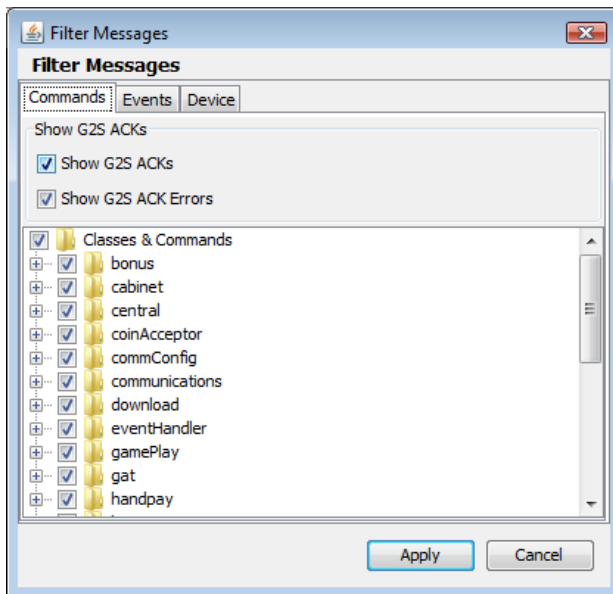 Filter Messages
Filter Messages
Commands Events Device
Show G2S ACKs
Show G2S ACKs
Show G2S ACK Errors
Classes & Commands
bonus
cabinet
central
coinAcceptor
commConfig
communications
download
eventHandler
gamePlay
gat
handpay
Apply Cancel